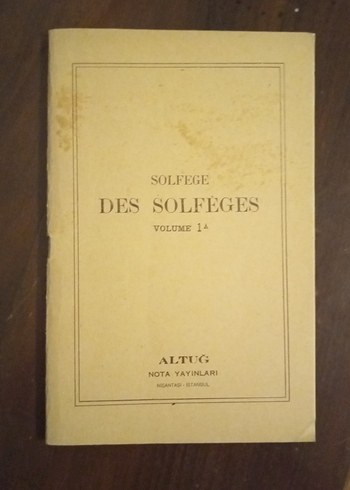 SOLFEGE
DES SOLFÈGES
VOLUME 1A
ALTUĞ
NOTA YAYINLARI
NİŞANTAŞI - İSTANBUL